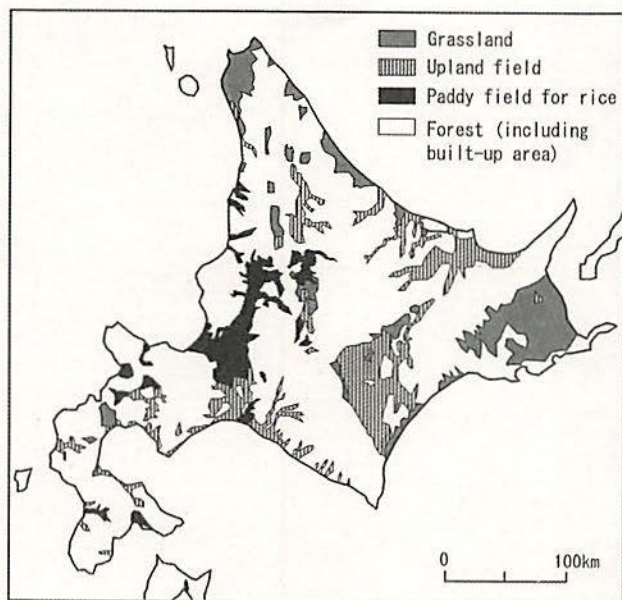 Grassland
Upland field
Paddy field for rice
Forest (including
built-up area)
0 100km